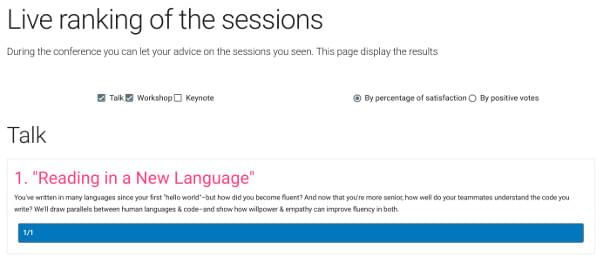 Live ranking of the sessions
During the conference you can let your advice on the sessions you seen. This page display the results
Talk Workshop Keynote By percentage of satisfaction By positive votes
Talk
1. "Reading in a New Language"
You've written in many languages since your first "hello world"–but how did you become fluent? And now that you're more senior, how well do your teammates understand the code you
write? We'll draw parallels between human languages & code–and show how willpower & empathy can improve fluency in both.
1/1